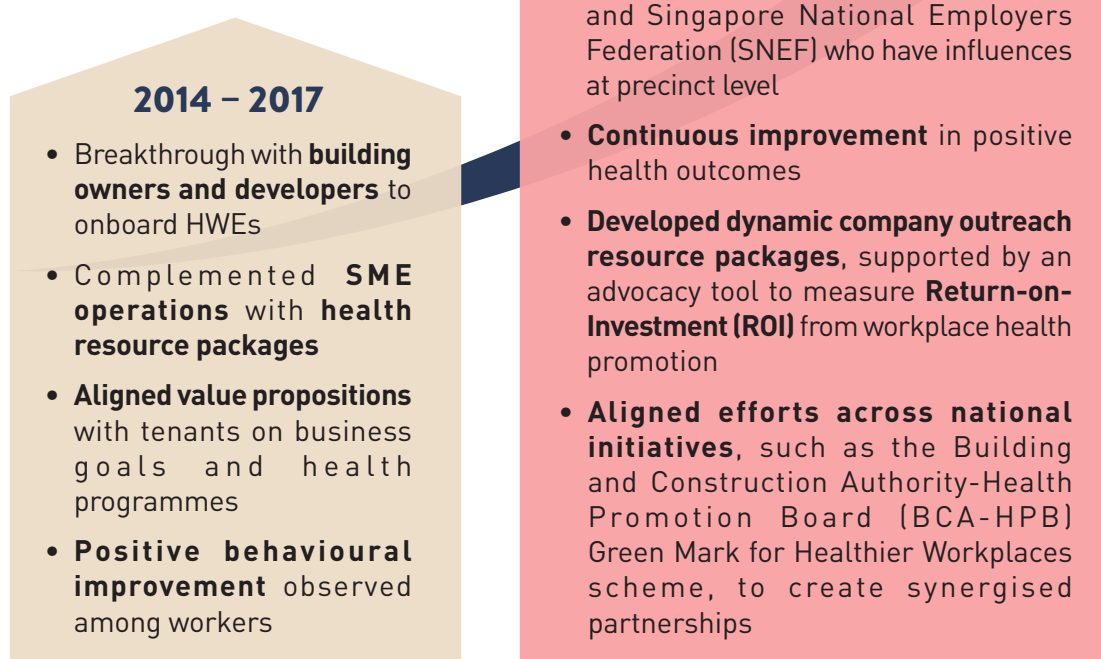 2014 – 2017
• Breakthrough with building
owners and developers to
onboard HWEs
• Complemented SME
operations with health
resource packages
• Aligned value propositions
with tenants on business
goals and health
programmes
• Positive behavioural
improvement observed
among workers
and Singapore National Employers
Federation (SNEF) who have influences
at precinct level
• Continuous improvement in positive
health outcomes
• Developed dynamic company outreach
resource packages, supported by an
advocacy tool to measure Return-on-
Investment (ROI) from workplace health
promotion
• Aligned efforts across national
initiatives, such as the Building
and Construction Authority-Health
Promotion Board (BCA-HPB)
Green Mark for Healthier Workplaces
scheme, to create synergised
partnerships